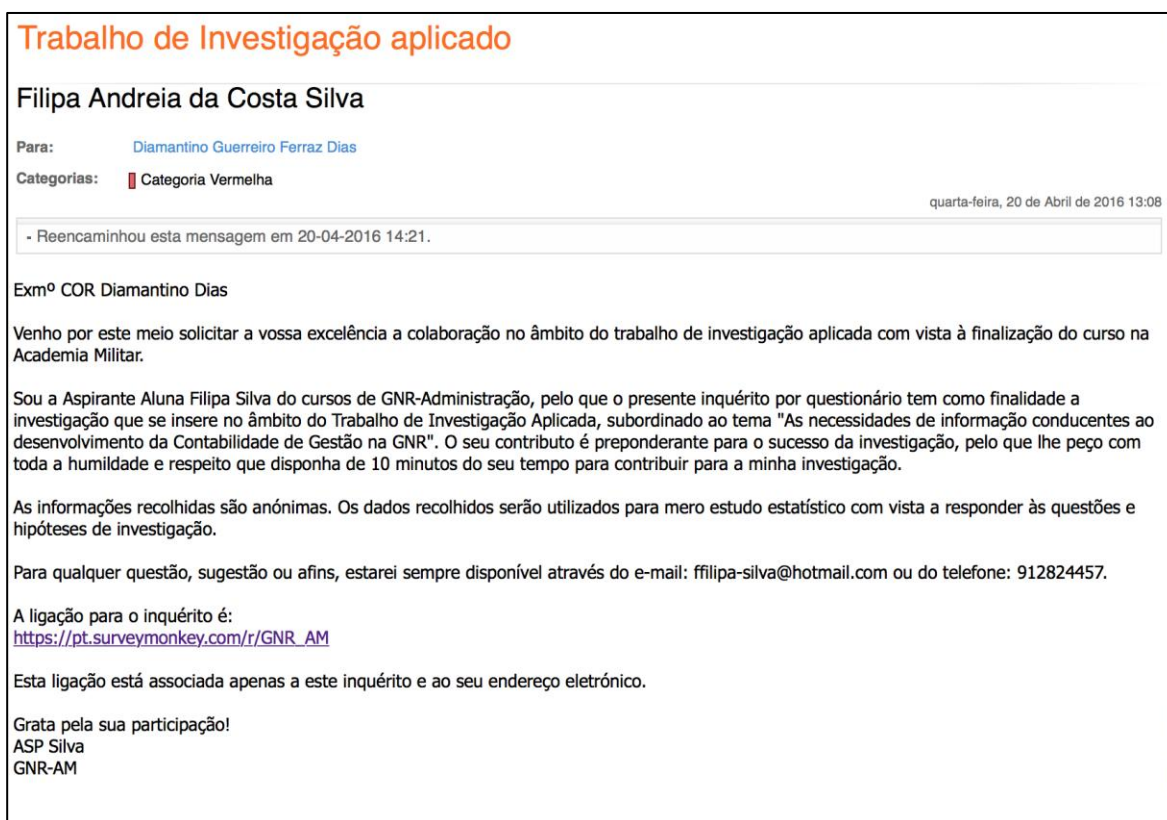 Trabalho de Investigação aplicado
Filipa Andreia da Costa Silva
Para: Diamantino Guerreiro Ferraz Dias
Categorias: Categoria Vermelha
quarta-feira, 20 de Abril de 2016 13:08
- Reencaminhou esta mensagem em 20-04-2016 14:21.
Exmº COR Diamantino Dias
Venho por este meio solicitar a vossa excelência a colaboração no âmbito do trabalho de investigação aplicada com vista à finalização do curso na
Academia Militar.
Sou a Aspirante Aluna Filipa Silva do cursos de GNR-Administração, pelo que o presente inquérito por questionário tem como finalidade a
investigação que se insere no âmbito do Trabalho de Investigação Aplicada, subordinado ao tema "As necessidades de informação conducentes ao
desenvolvimento da Contabilidade de Gestão na GNR". O seu contributo é preponderante para o sucesso da investigação, pelo que lhe peço com
toda a humildade e respeito que disponha de 10 minutos do seu tempo para contribuir para a minha investigação.
As informações recolhidas são anónimas. Os dados recolhidos serão utilizados para mero estudo estatístico com vista a responder às questões e
hipóteses de investigação.
Para qualquer questão, sugestão ou afins, estarei sempre disponível através do e-mail: ffilipa-silva@hotmail.com ou do telefone: 912824457.
A ligação para o inquérito é:
https://pt.surveymonkey.com/r/GNR_AM
Esta ligação está associada apenas a este inquérito e ao seu endereço eletrónico.
Grata pela sua participação!
ASP Silva
GNR-AM